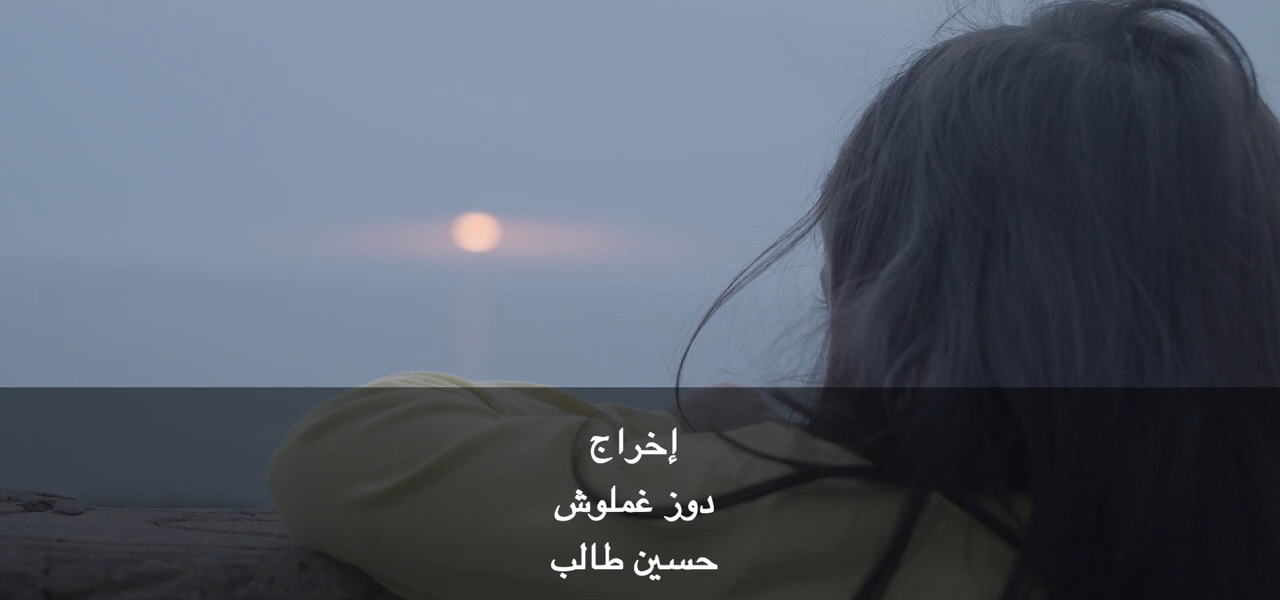 إخراج
دوز غملوش
حسين طالب